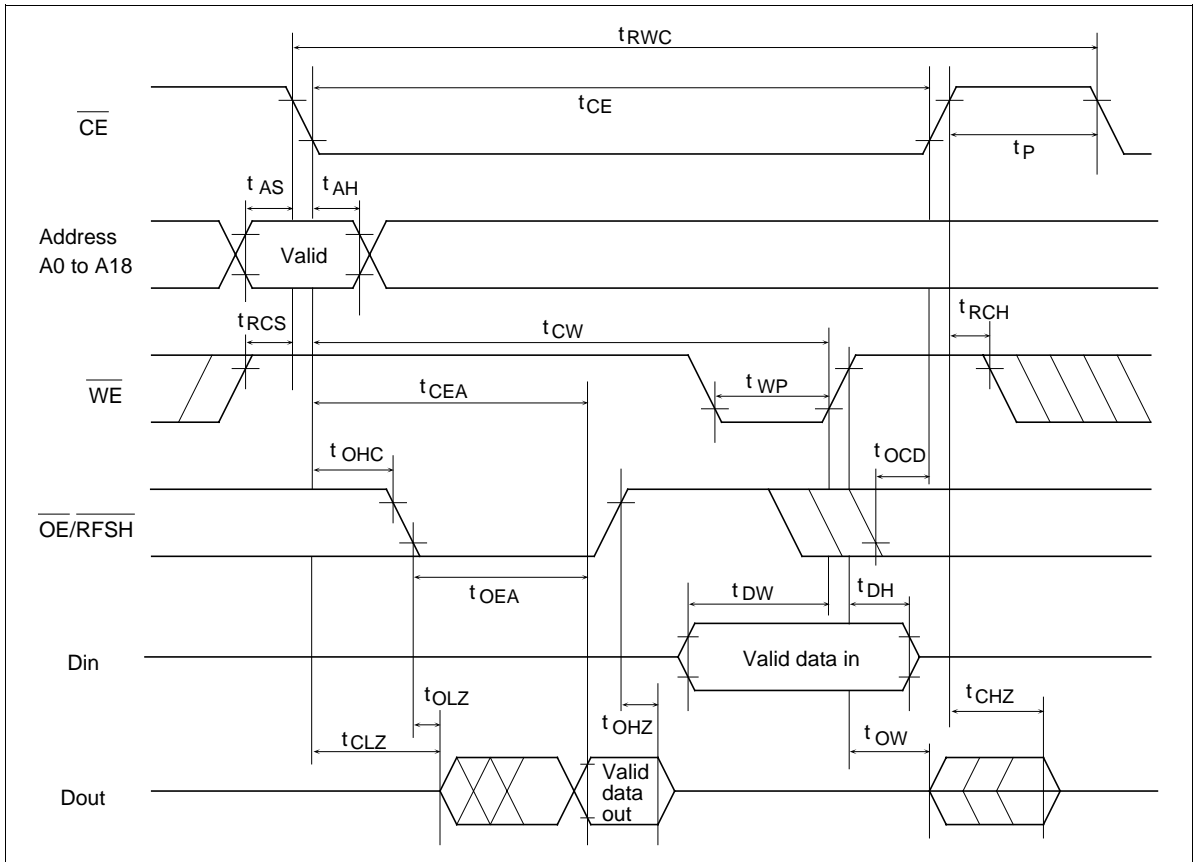 tRWC
CE
tCE
tP
tAS
tAH
Address
A0 to A18
Valid
tRCS
tCW
tRCH
WE
tCEA
tWP
tOHC
tOCD
OE/RFSH
tOEA
tDW
tDH
Din
Valid data in
tOLZ
tOHZ
tCHZ
tCLZ
tOW
Dout
Valid
data
out